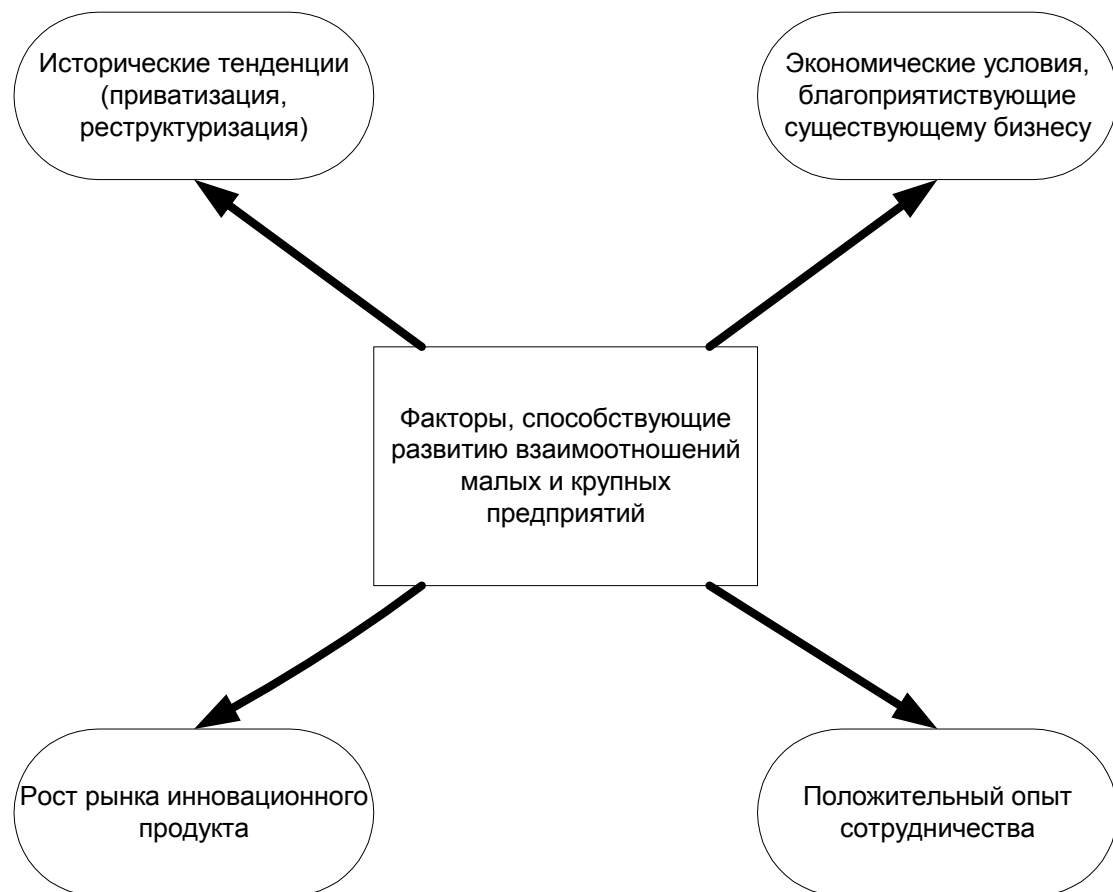 Исторические тенденции
(приватизация,
реструктуризация)
Экономические условия,
благоприятиствующие
существующему бизнесу
Факторы, способствующие
развитию взаимоотношений
малых и крупных
предприятий
Рост рынка инновационного
продукта
Положительный опыт
сотрудничества